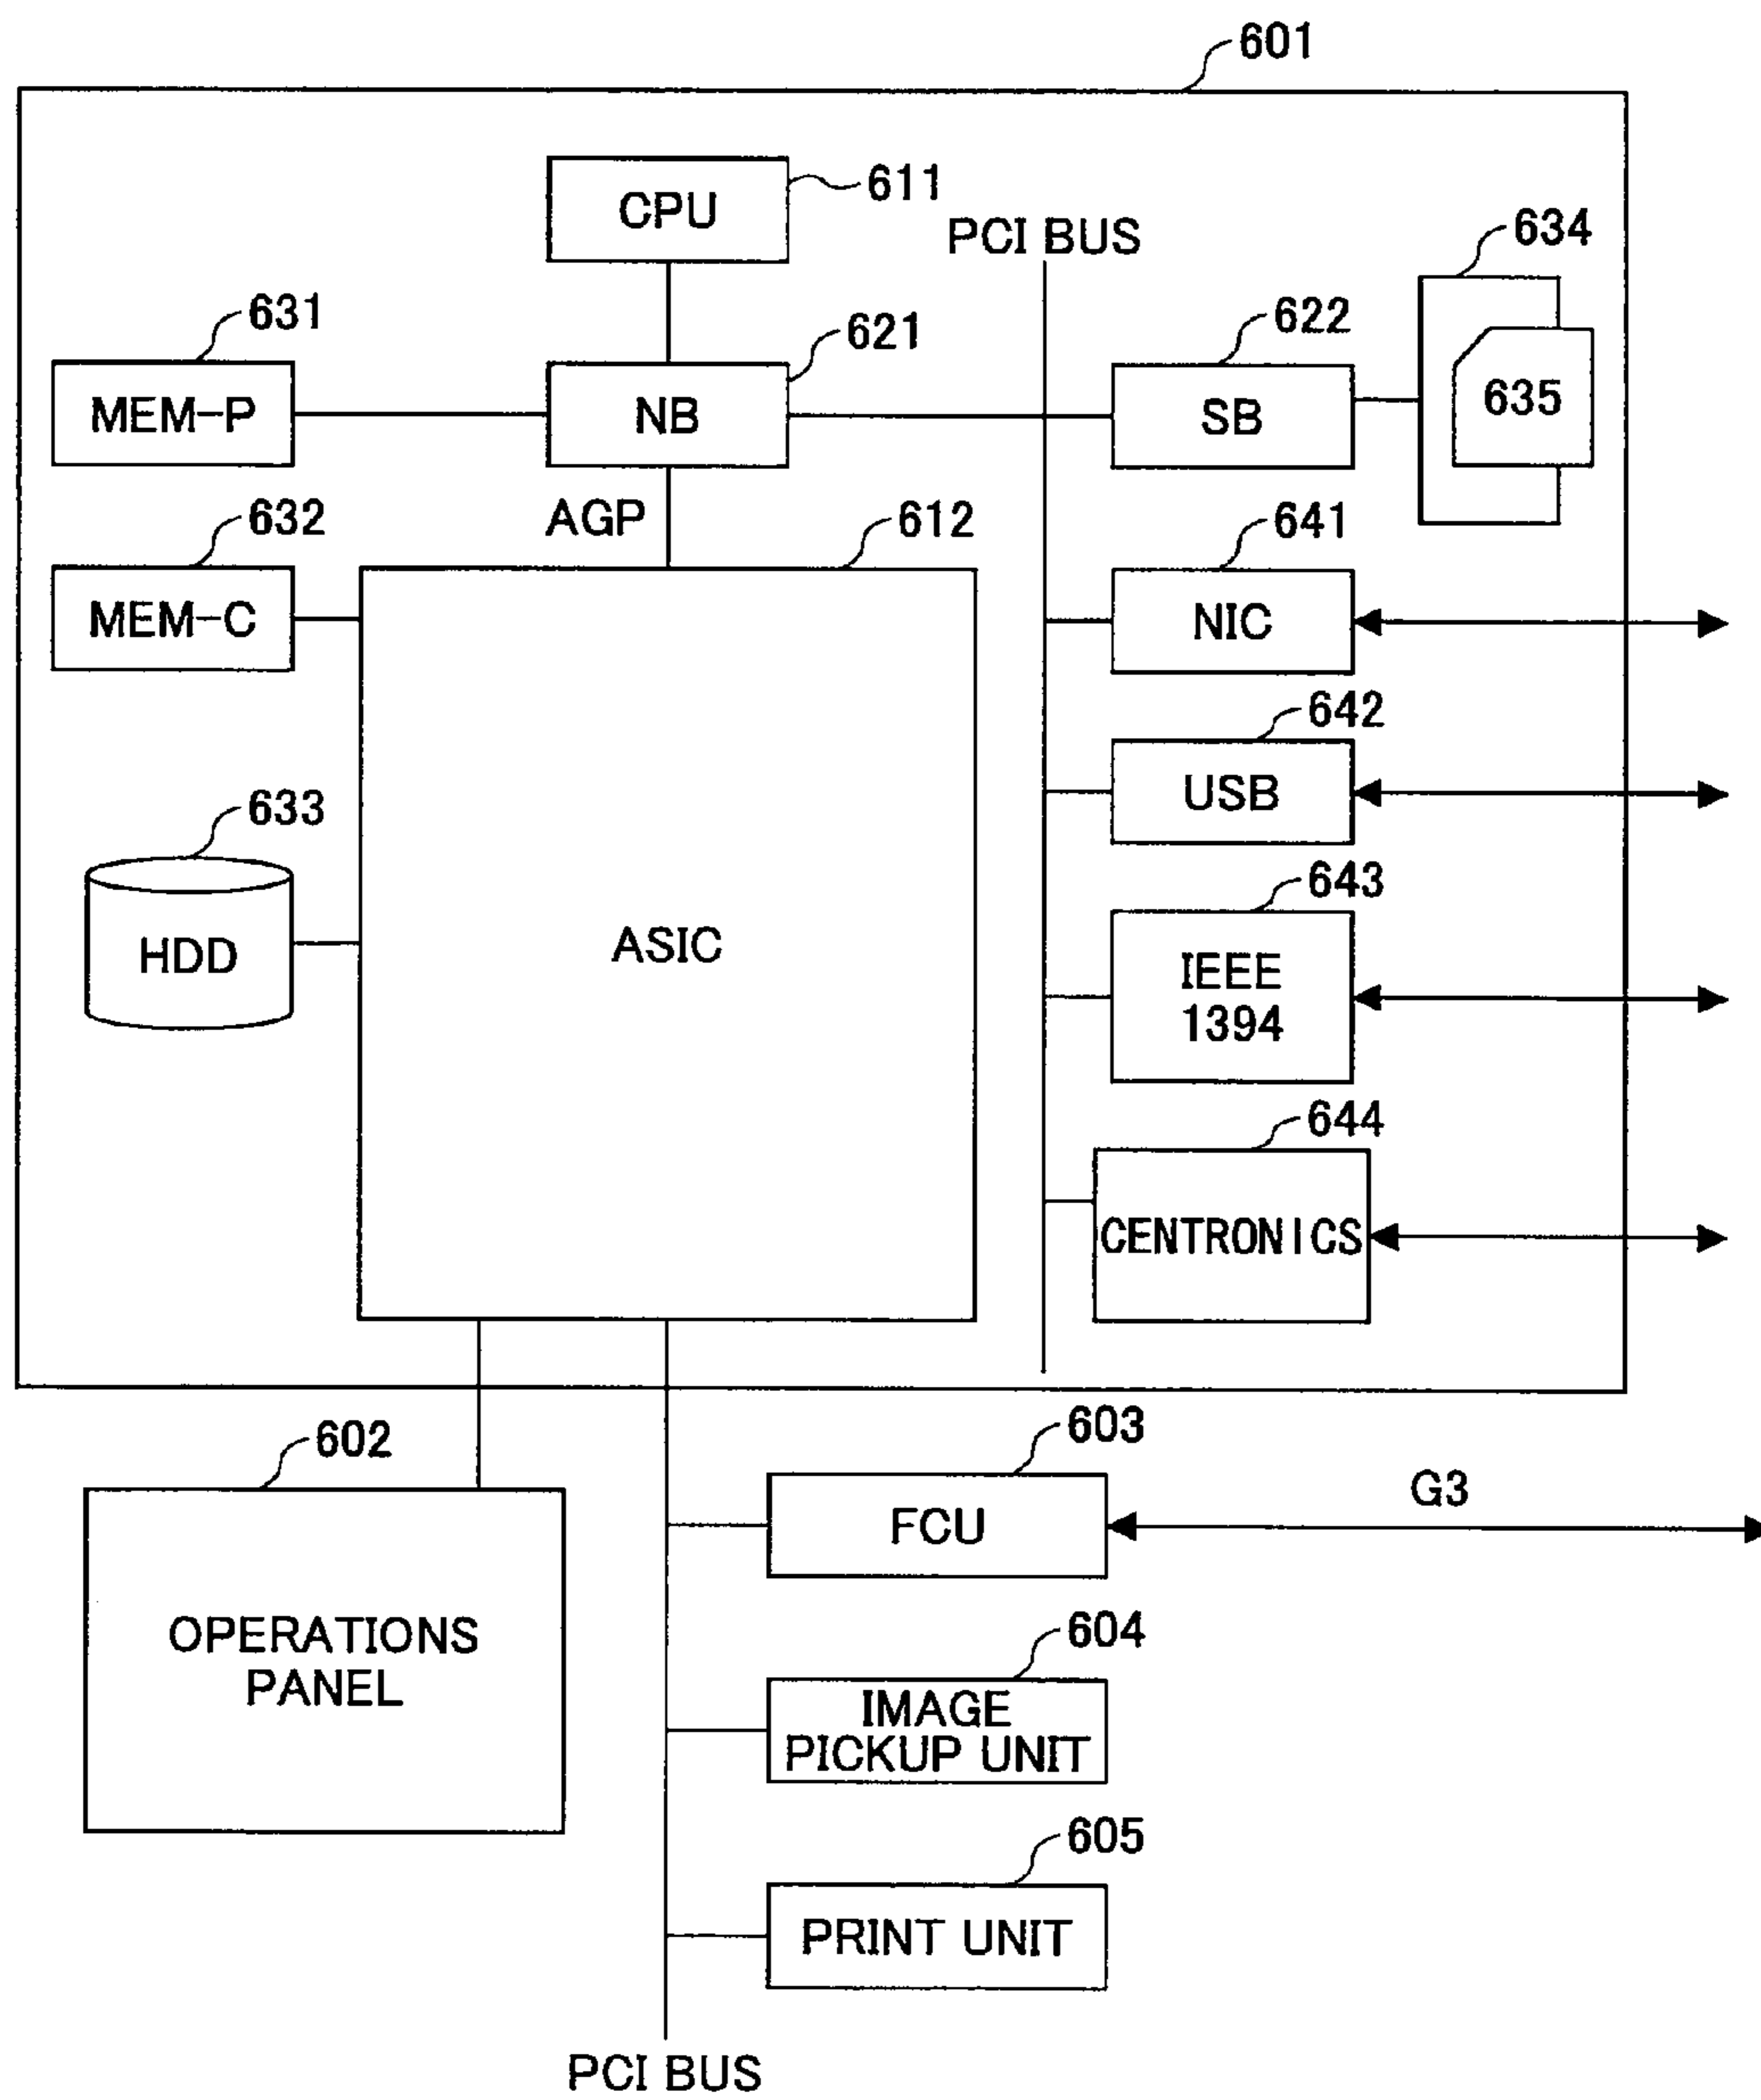 601
CPU
611
PCI BUS
634
631
621
622
MEM-P
NB
SB
635
632
AGP
612
641
MEM-C
NIC
642
USB
633
643
HDD
ASIC
IEEE
1394
644
CENTRONICS
602
603
G3
FCU
OPERATIONS
PANEL
604
IMAGE
PICKUP UNIT
605
PRINT UNIT
PCI BUS